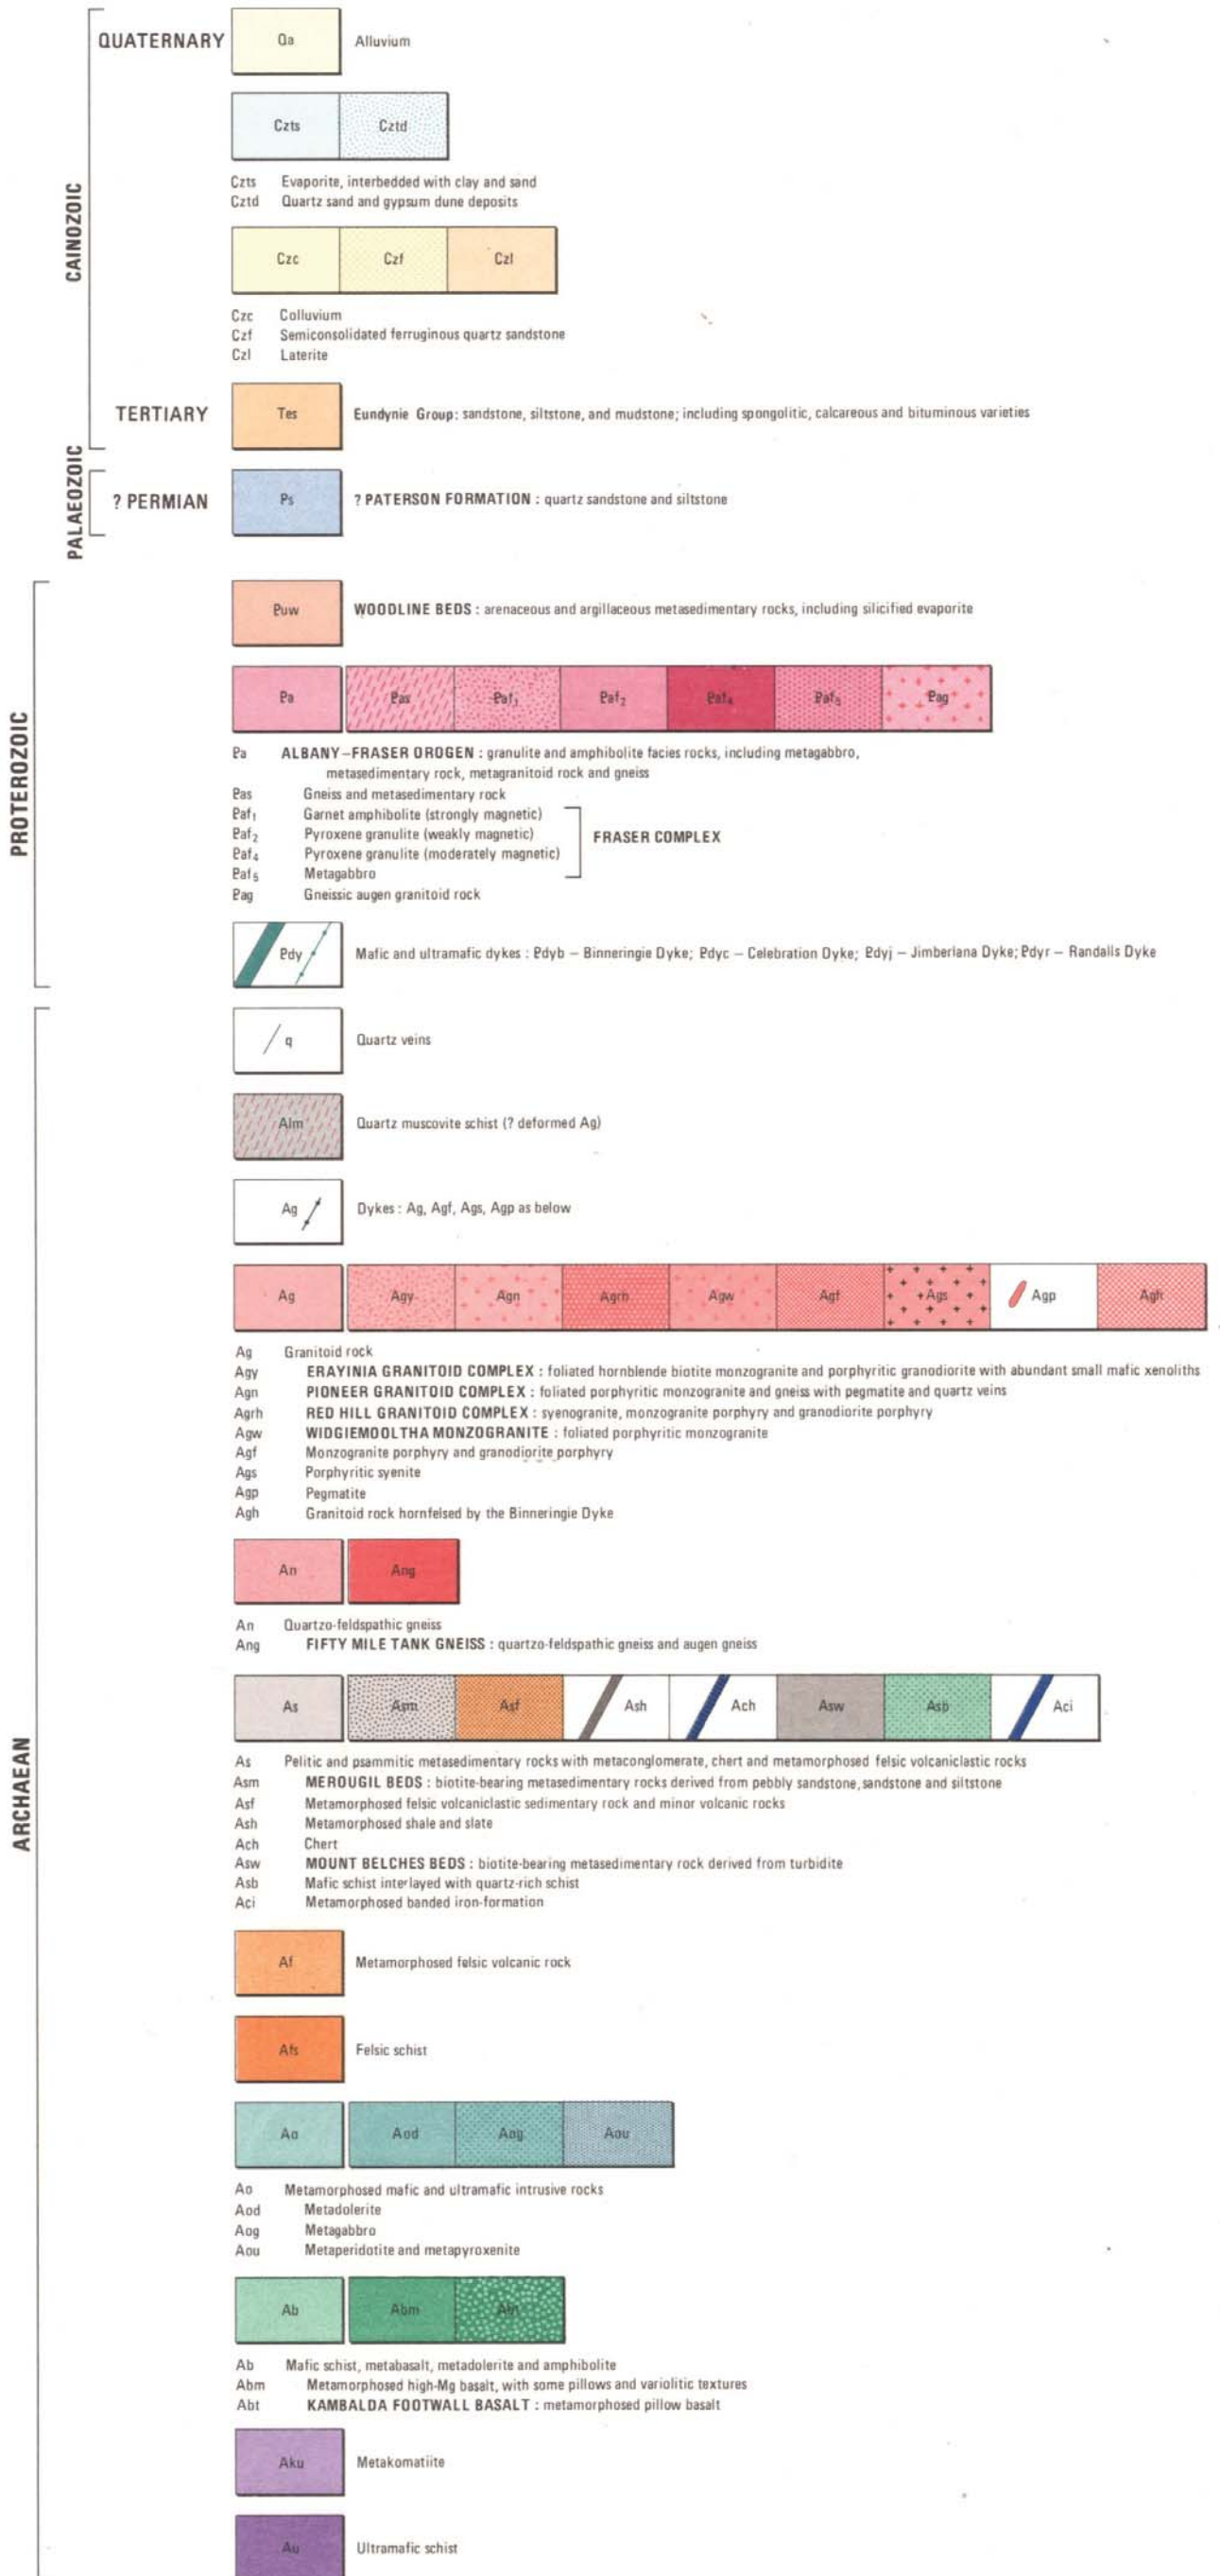 CAINOZOIC
QUATERNARY
Qa
Alluvium
Czts
Cztd
Czts Evaporite, interbedded with clay and sand
Cztd Quartz sand and gypsum dune deposits
Czc
Czf
Czl
Czc Colluvium
Czf Semiconsolidated ferruginous quartz sandstone
Czl Laterite
TERTIARY
Tes
Eundynie Group: sandstone, siltstone, and mudstone; including spongolitic, calcareous and bituminous varieties
PALAEOZOIC
? PERMIAN
Ps
? PATERSON FORMATION : quartz sandstone and siltstone
PROTEROZOIC
Puw
WOODLINE BEDS : arenaceous and argillaceous metasedimentary rocks, including silicified evaporite
Pa
Pas
Paf₁
Paf₂
Paf₄
Paf₅
Pag
Pa ALBANY–FRASER OROGEN : granulite and amphibolite facies rocks, including metagabbro,
metasedimentary rock, metagranitoid rock and gneiss
Pas Gneiss and metasedimentary rock
Paf₁ Garnet amphibolite (strongly magnetic)
Paf₂ Pyroxene granulite (weakly magnetic)
FRASER COMPLEX
Paf₄ Pyroxene granulite (moderately magnetic)
Paf₅ Metagabbro
Pag Gneissic augen granitoid rock
Pdy
Mafic and ultramafic dykes : Pdyb – Binneringie Dyke; Pdyc – Celebration Dyke; Pdyj – Jimberlana Dyke; Pdyr – Randalls Dyke
ARCHAEAN
q
Quartz veins
Alm
Quartz muscovite schist (? deformed Ag)
Ag
Dykes : Ag, Agf, Ags, Agp as below
Ag
Agy
Agn
Agrh
Agw
Agf
Ags
Agp
Agh
Ag Granitoid rock
Agy ERAYINIA GRANITOID COMPLEX : foliated hornblende biotite monzogranite and porphyritic granodiorite with abundant small mafic xenoliths
Agn PIONEER GRANITOID COMPLEX : foliated porphyritic monzogranite and gneiss with pegmatite and quartz veins
Agrh RED HILL GRANITOID COMPLEX : syenogranite, monzogranite porphyry and granodiorite porphyry
Agw WIDGIEMOOLTHA MONZOGRANITE : foliated porphyritic monzogranite
Agf Monzogranite porphyry and granodiorite porphyry
Ags Porphyritic syenite
Agp Pegmatite
Agh Granitoid rock hornfelsed by the Binneringie Dyke
An
Ang
An Quartzo-feldspathic gneiss
Ang FIFTY MILE TANK GNEISS : quartzo-feldspathic gneiss and augen gneiss
As
Asm
Asf
Ash
Ach
Asw
Asb
Aci
As Pelitic and psammitic metasedimentary rocks with metaconglomerate, chert and metamorphosed felsic volcaniclastic rocks
Asm MEROUGIL BEDS : biotite-bearing metasedimentary rocks derived from pebbly sandstone, sandstone and siltstone
Asf Metamorphosed felsic volcaniclastic sedimentary rock and minor volcanic rocks
Ash Metamorphosed shale and slate
Ach Chert
Asw MOUNT BELCHES BEDS : biotite-bearing metasedimentary rock derived from turbidite
Asb Mafic schist interlayed with quartz-rich schist
Aci Metamorphosed banded iron-formation
Af
Metamorphosed felsic volcanic rock
Afs
Felsic schist
Ao
Aod
Aog
Aou
Ao Metamorphosed mafic and ultramafic intrusive rocks
Aod Metadolerite
Aog Metagabbro
Aou Metaperidotite and metapyroxenite
Ab
Abm
Abt
Ab Mafic schist, metabasalt, metadolerite and amphibolite
Abm Metamorphosed high-Mg basalt, with some pillows and variolitic textures
Abt KAMBALDA FOOTWALL BASALT : metamorphosed pillow basalt
Aku
Metakomatiite
Au
Ultramafic schist